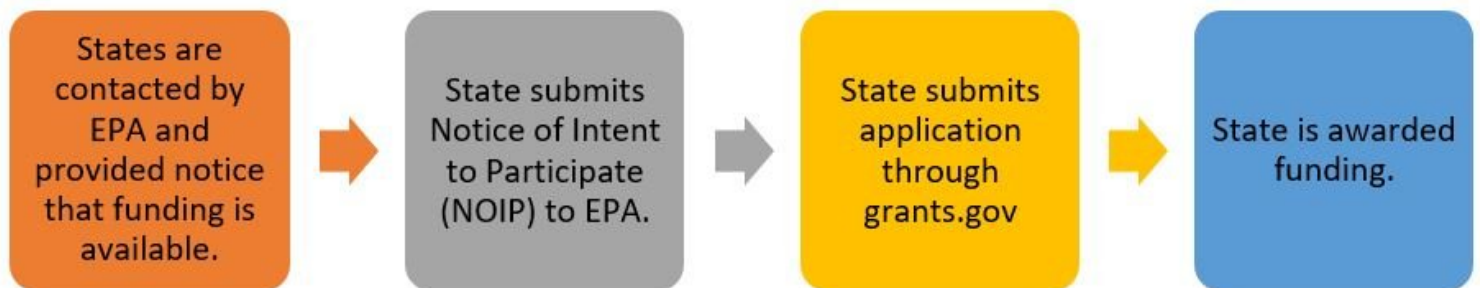 States are
contacted by
EPA and
provided notice
that funding is
available.
State submits
Notice of Intent
to Participate
(NOIP) to EPA.
State submits
application
through
grants.gov
State is awarded
funding.